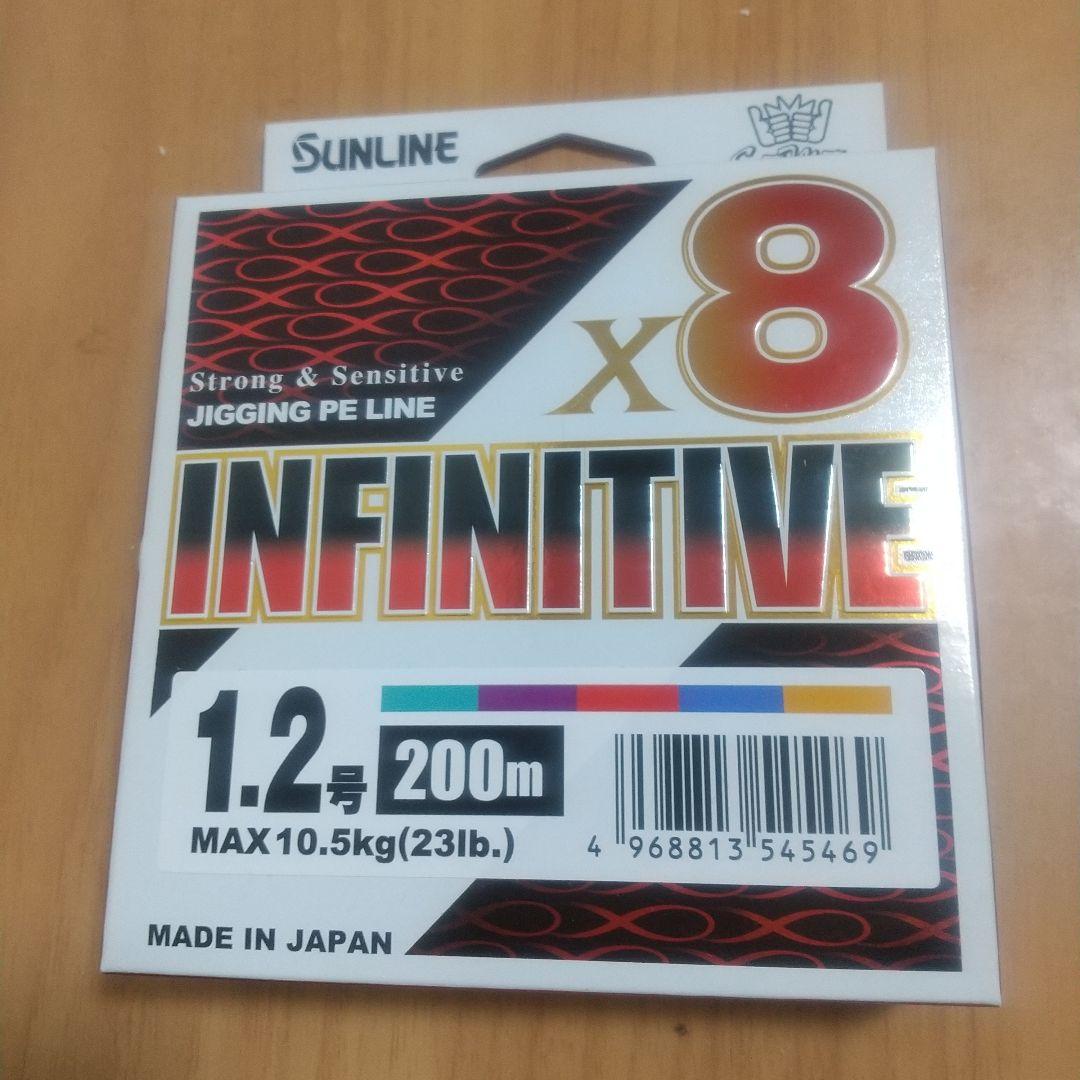 SUNLINE
x8
Strong & Sensitive
JIGGING PE LINE
INFINITIVE
1.2号 200m
MAX 10.5kg(23lb.)
4 968813 545469
MADE IN JAPAN